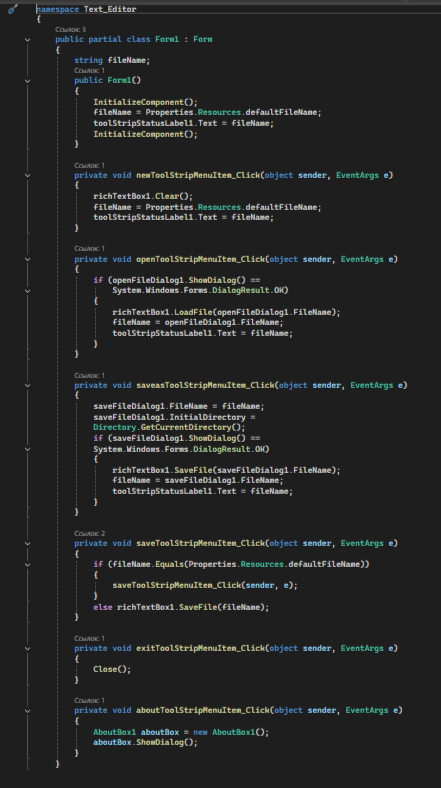 namespace Text_Editor
{
Ссылок: 3
public partial class Form1 : Form
{
string fileName;
Ссылок: 1
public Form1()
{
InitializeComponent();
fileName = Properties.Resources.defaultFileName;
toolStripStatusLabel1.Text = fileName;
InitializeComponent();
}
Ссылок: 1
private void newToolStripMenuItem_Click(object sender, EventArgs e)
{
richTextBox1.Clear();
fileName = Properties.Resources.defaultFileName;
toolStripStatusLabel1.Text = fileName;
}
Ссылок: 1
private void openToolStripMenuItem_Click(object sender, EventArgs e)
{
if (openFileDialog1.ShowDialog() ==
System.Windows.Forms.DialogResult.OK)
{
richTextBox1.LoadFile(openFileDialog1.FileName);
fileName = openFileDialog1.FileName;
toolStripStatusLabel1.Text = fileName;
}
}
Ссылок: 1
private void saveasToolStripMenuItem_Click(object sender, EventArgs e)
{
saveFileDialog1.FileName = fileName;
saveFileDialog1.InitialDirectory =
Directory.GetCurrentDirectory();
if (saveFileDialog1.ShowDialog() ==
System.Windows.Forms.DialogResult.OK)
{
richTextBox1.SaveFile(saveFileDialog1.FileName);
fileName = saveFileDialog1.FileName;
toolStripStatusLabel1.Text = fileName;
}
}
Ссылок: 2
private void saveToolStripMenuItem_Click(object sender, EventArgs e)
{
if (fileName.Equals(Properties.Resources.defaultFileName))
{
saveToolStripMenuItem_Click(sender, e);
}
else richTextBox1.SaveFile(fileName);
}
Ссылок: 1
private void exitToolStripMenuItem_Click(object sender, EventArgs e)
{
Close();
}
Ссылок: 1
private void aboutToolStripMenuItem_Click(object sender, EventArgs e)
{
AboutBox1 aboutBox = new AboutBox1();
aboutBox.ShowDialog();
}
}